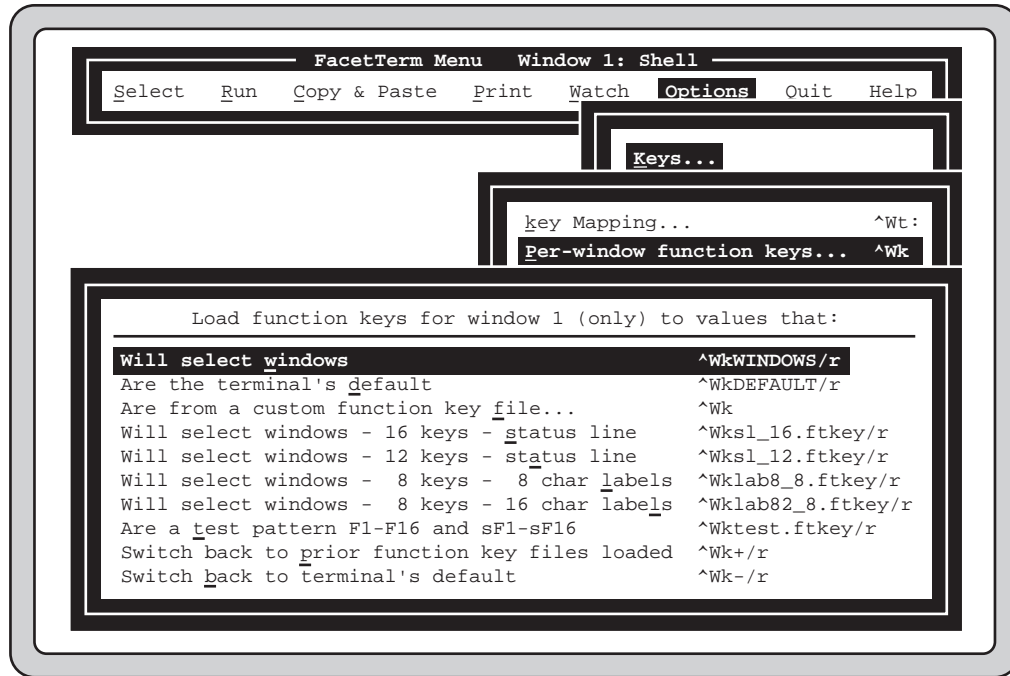 FacetTerm Menu Window 1: Shell
Select Run Copy & Paste Print Watch Options Quit Help
Keys...
key Mapping... ^Wt:
Per-window function keys... ^Wk
Load function keys for window 1 (only) to values that:
Will select windows ^WkWINDOWS/r
Are the terminal's default ^WkDEFAULT/r
Are from a custom function key file... ^Wk
Will select windows - 16 keys - status line ^Wksl_16.ftkey/r
Will select windows - 12 keys - status line ^Wksl_12.ftkey/r
Will select windows - 8 keys - 8 char labels ^Wklab8_8.ftkey/r
Will select windows - 8 keys - 16 char labels ^Wklab82_8.ftkey/r
Are a test pattern F1-F16 and sF1-sF16 ^Wktest.ftkey/r
Switch back to prior function key files loaded ^Wk+/r
Switch back to terminal's default ^Wk-/r